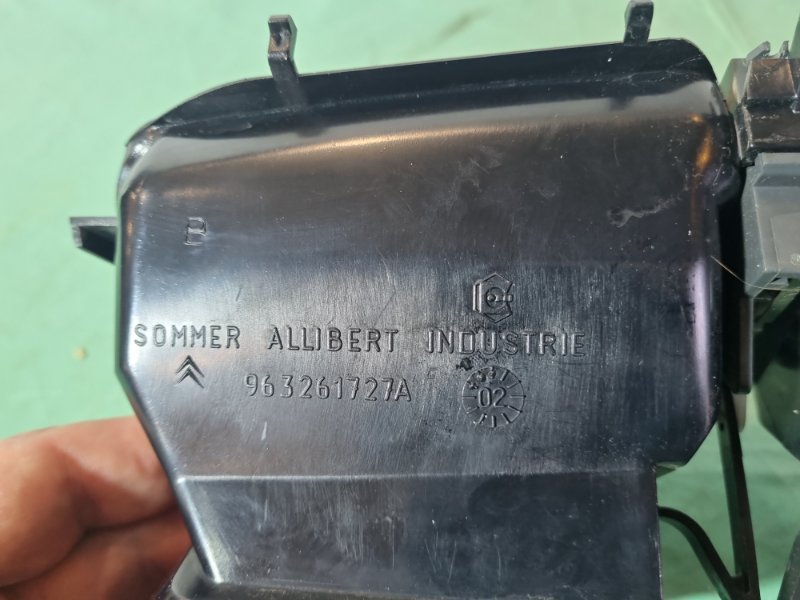 B
SOMMER ALLIBERT INDUSTRIE
963261727A
02